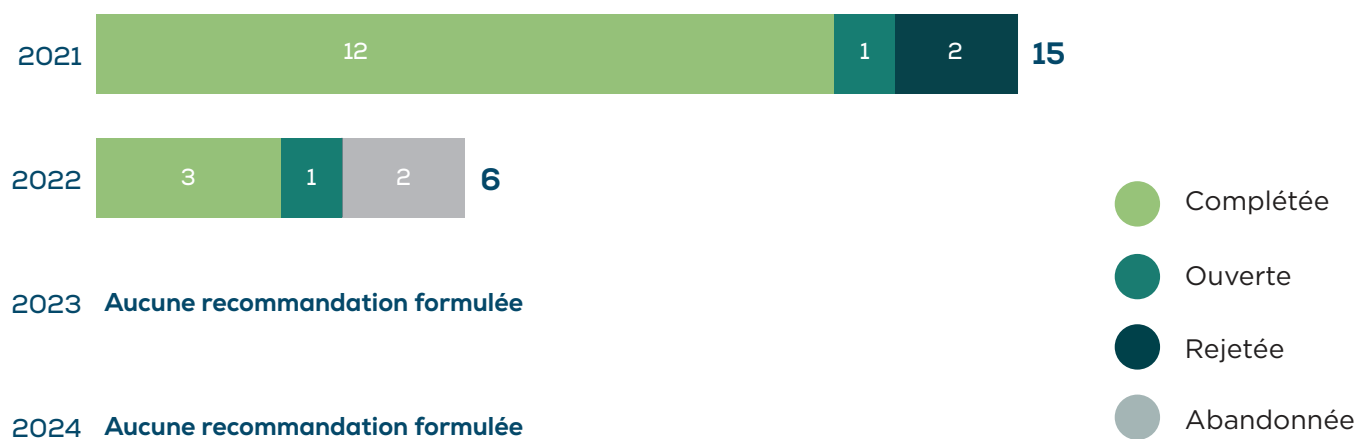 2021 12 1 2 15
2022 3 1 2 6
2023 Aucune recommandation formulée
2024 Aucune recommandation formulée
Complétée
Ouverte
Rejetée
Abandonnée